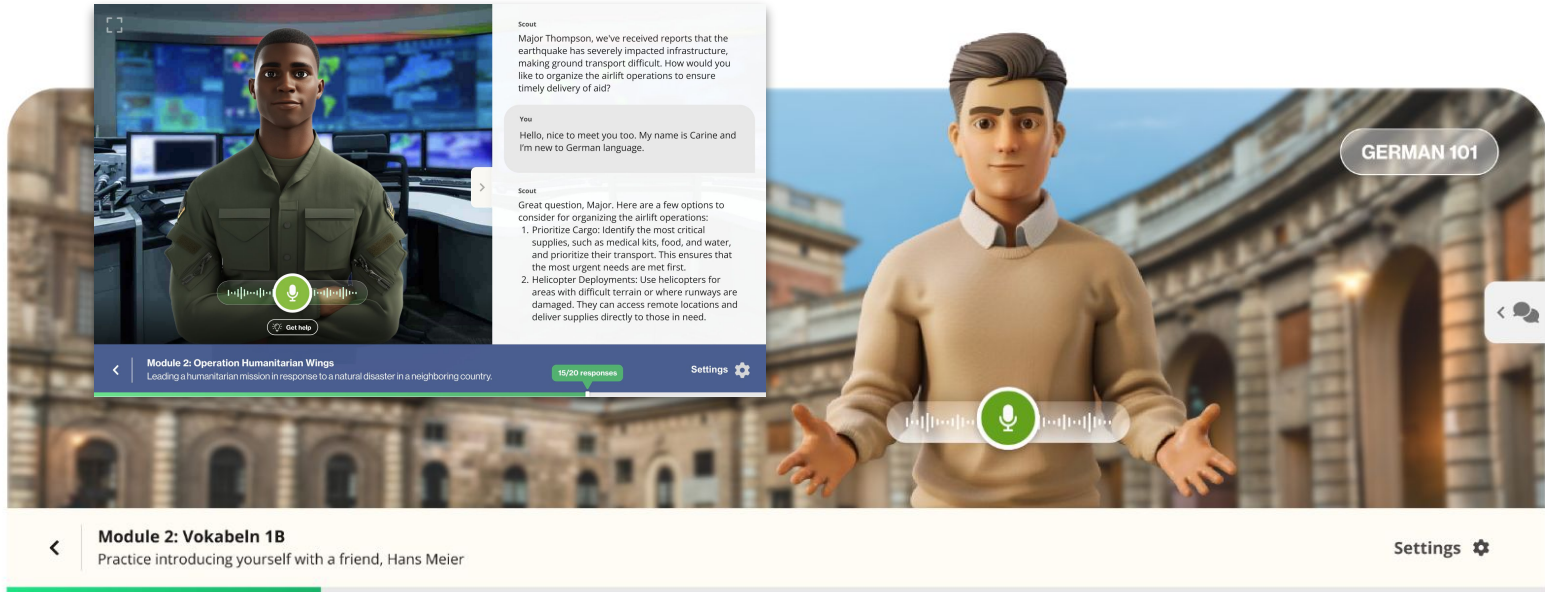 Scout
Major Thompson, we've received reports that the
earthquake has severely impacted infrastructure,
making ground transport difficult. How would you
like to organize the airlift operations to ensure
timely delivery of aid?
You
Hello, nice to meet you too. My name is Carine and
I'm new to German language.
Scout
Great question, Major. Here are a few options to
consider for organizing the airlift operations:
1. Prioritize Cargo: Identify the most critical
supplies, such as medical kits, food, and water,
and prioritize their transport. This ensures that
the most urgent needs are met first.
2. Helicopter Deployments: Use helicopters for
areas with difficult terrain or where runways are
damaged. They can access remote locations and
deliver supplies directly to those in need.
Get help
Module 2: Operation Humanitarian Wings
Leading a humanitarian mission in response to a natural disaster in a neighboring country.
15/20 responses
Settings
GERMAN 101
Module 2: Vokabeln 1B
Practice introducing yourself with a friend, Hans Meier
Settings